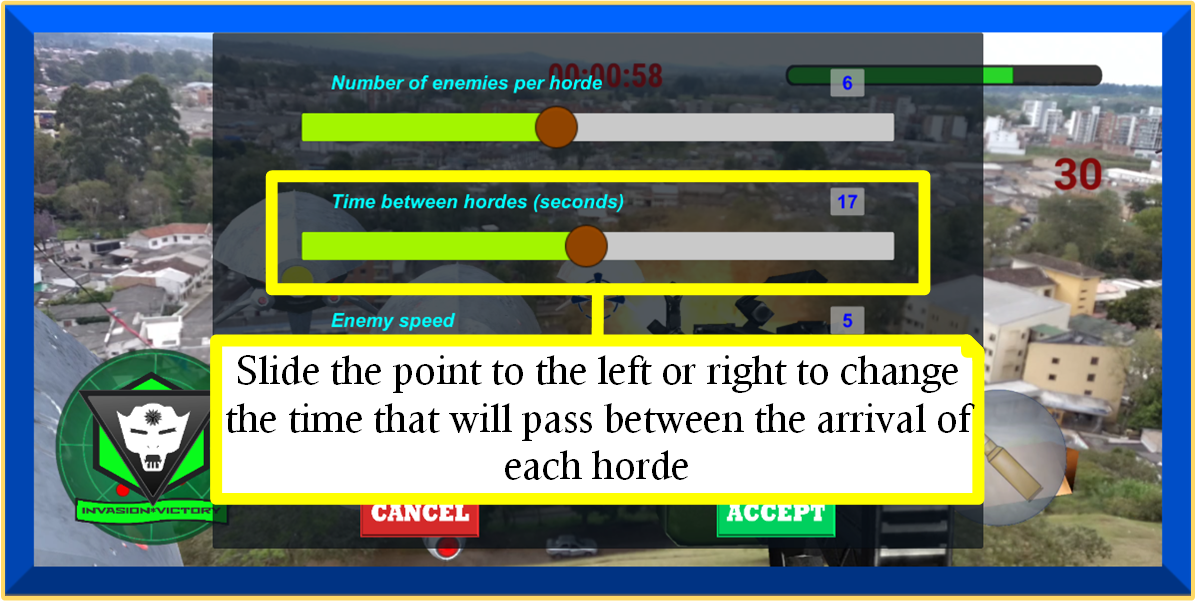 00:00:58
Number of enemies per horde
6
30
Time between hordes (seconds)
17
Enemy speed
5
Slide the point to the left or right to change
the time that will pass between the arrival of
each horde
INVASION VICTORY
CANCEL
ACCEPT